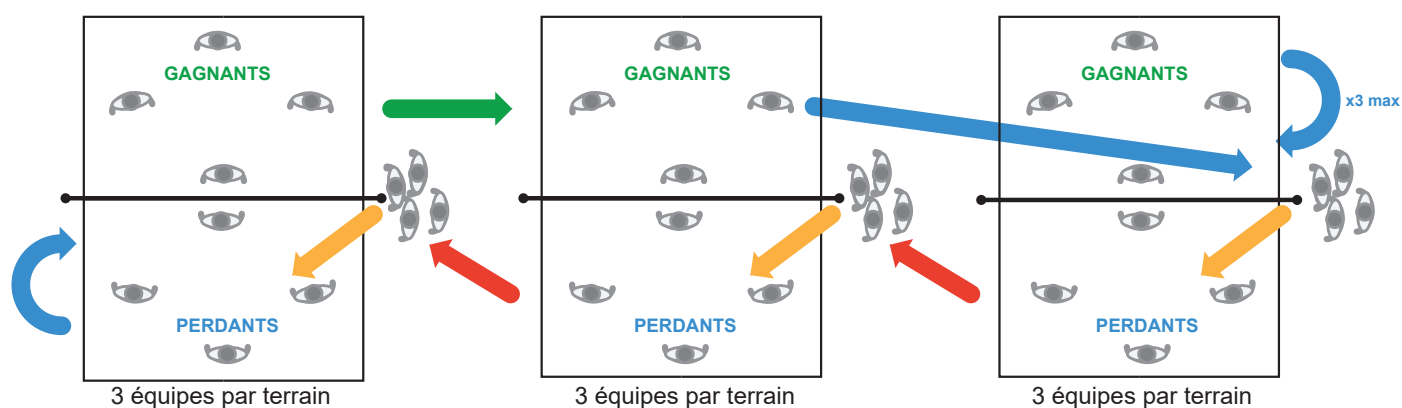 GAGNANTS
GAGNANTS
GAGNANTS
x3 max
PERDANTS
PERDANTS
PERDANTS
3 équipes par terrain
3 équipes par terrain
3 équipes par terrain